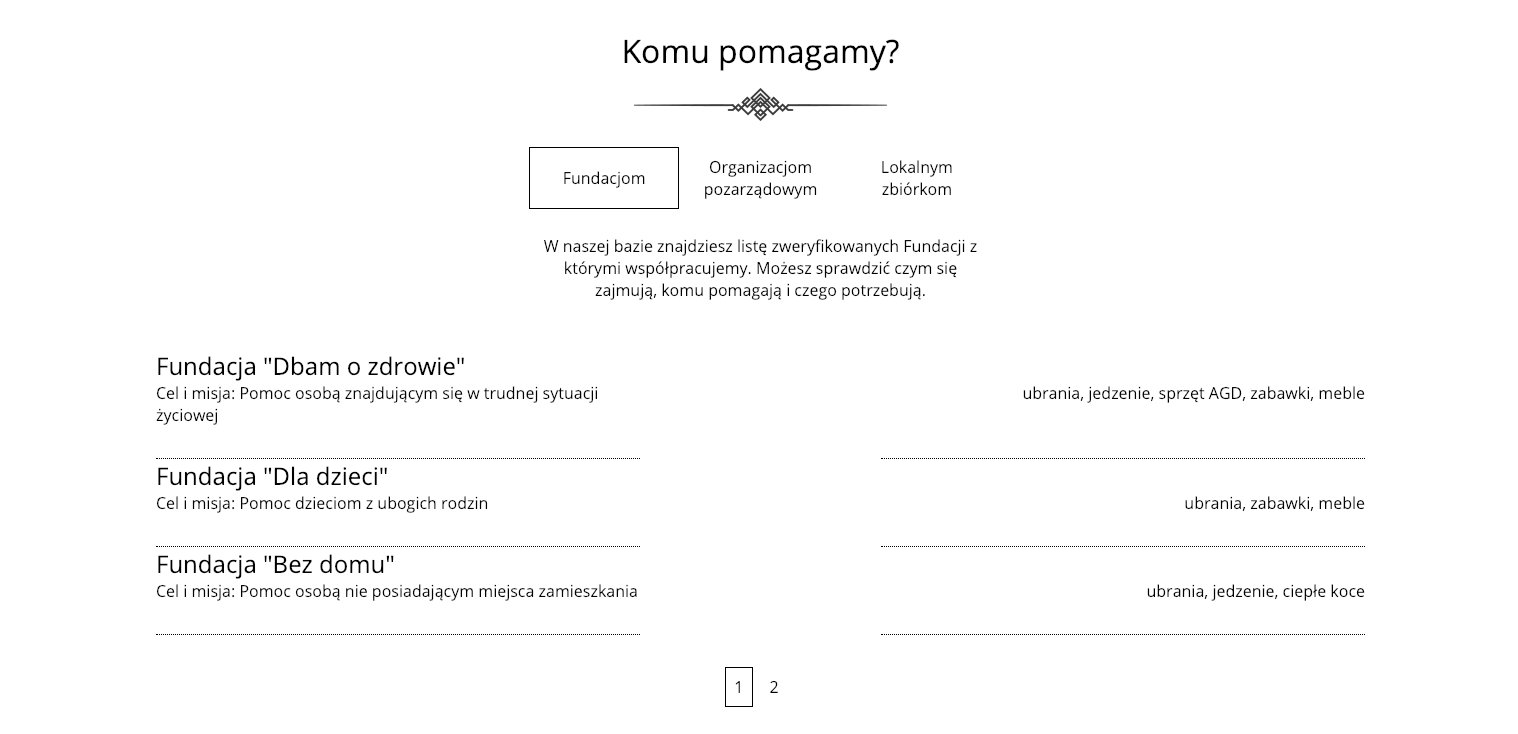 Komu pomagamy?
Fundacjom
Organizacjom
pozarządowym
Lokalnym
zbiórkom
W naszej bazie znajdziesz listę zweryfikowanych Fundacji z
którymi współpracujemy. Możesz sprawdzić czym się
zajmują, komu pomagają i czego potrzebują.
Fundacja "Dbam o zdrowie"
Cel i misja: Pomoc osobą znajdującym się w trudnej sytuacji
życiowej
ubrania, jedzenie, sprzęt AGD, zabawki, meble
Fundacja "Dla dzieci"
Cel i misja: Pomoc dzieciom z ubogich rodzin
ubrania, zabawki, meble
Fundacja "Bez domu"
Cel i misja: Pomoc osobą nie posiadającym miejsca zamieszkania
ubrania, jedzenie, ciepłe koce
1 2